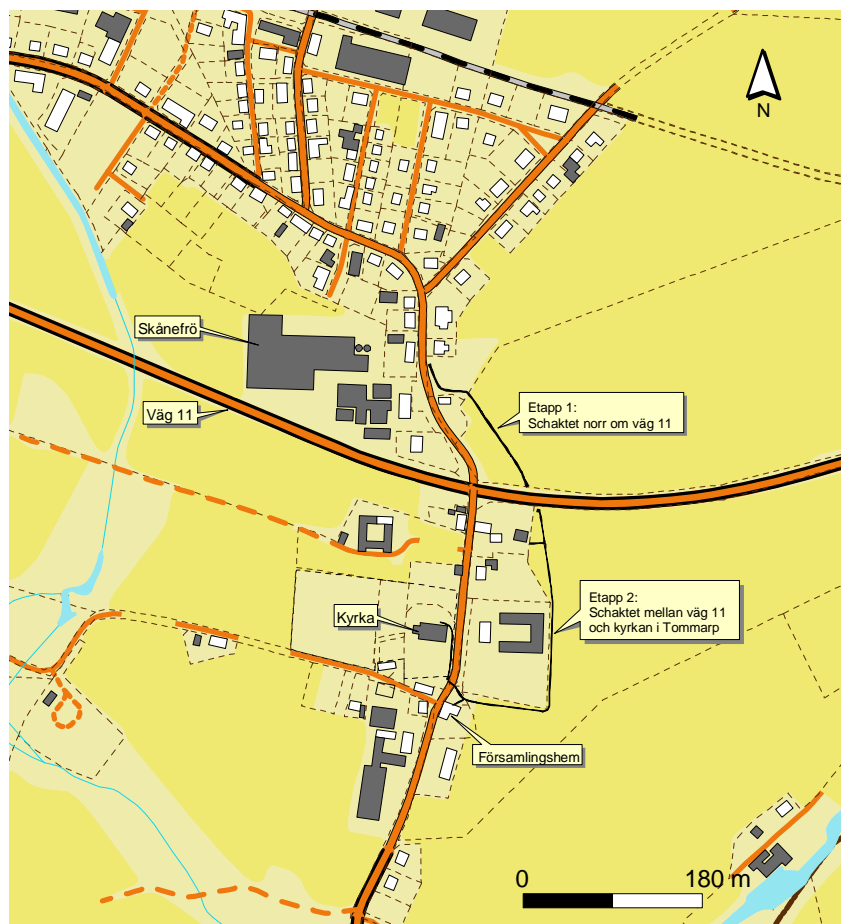 N
Skånefrö
Väg 11
Etapp 1:
Schaktet norr om väg 11
Etapp 2:
Schaktet mellan väg 11
och kyrkan i Tommarp
Kyrka
Församlingshem
0 180 m